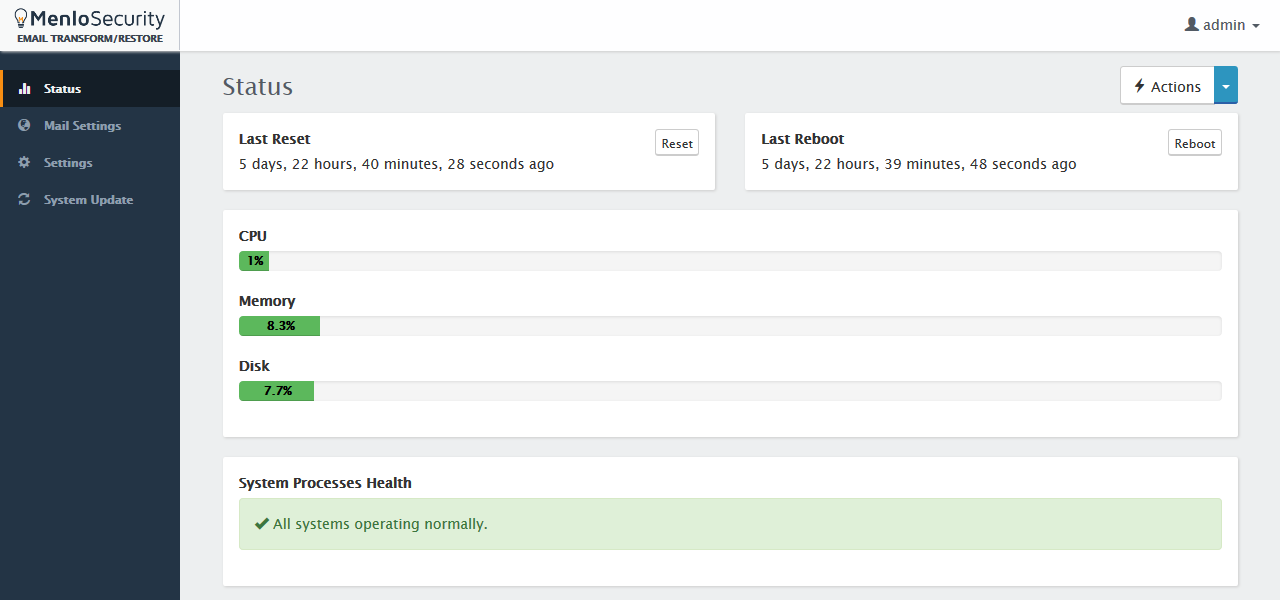 MenloSecurity
EMAIL TRANSFORM/RESTORE
admin
Status
Mail Settings
Settings
System Update
Status
Actions
Last Reset
Reset
5 days, 22 hours, 40 minutes, 28 seconds ago
Last Reboot
Reboot
5 days, 22 hours, 39 minutes, 48 seconds ago
CPU
1%
Memory
8.3%
Disk
7.7%
System Processes Health
All systems operating normally.